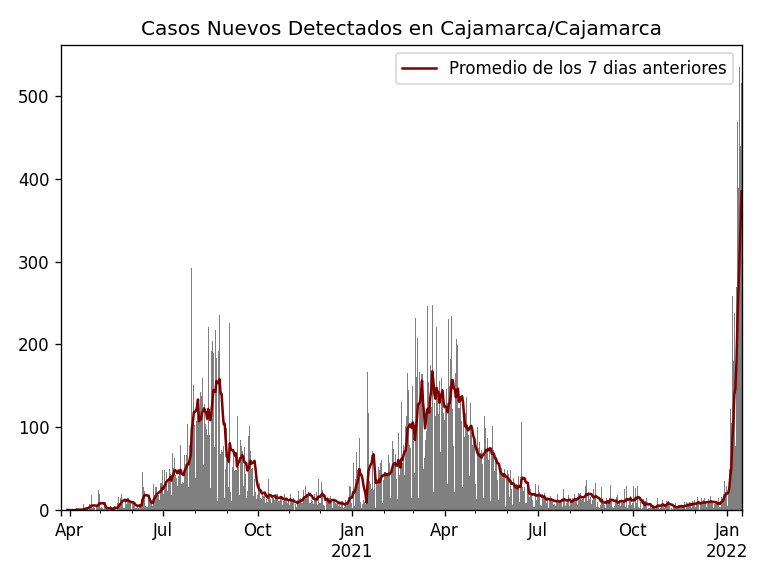 Casos Nuevos Detectados en Cajamarca/Cajamarca
Promedio de los 7 dias anteriores
500
400
300
200
100
0
Apr Jul Oct Jan Apr Jul Oct Jan
2021 2022